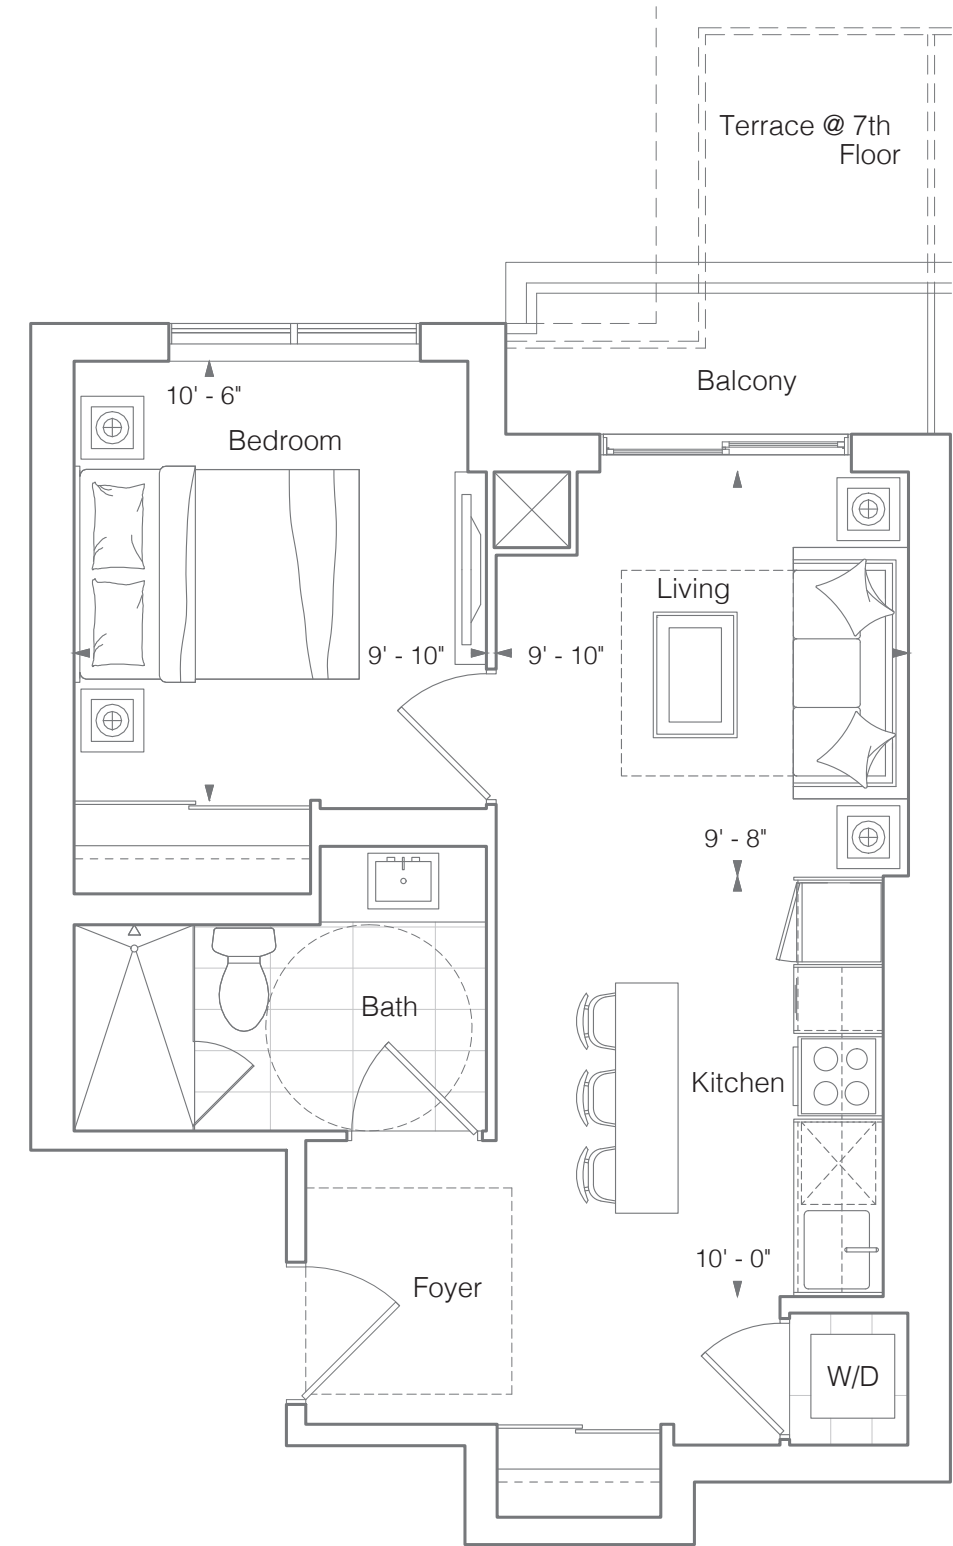 Terrace @ 7th
Floor
Balcony
10' - 6"
Bedroom
Living
9' - 10"
9' - 10"
9' - 8"
Bath
Kitchen
10' - 0"
Foyer
W/D